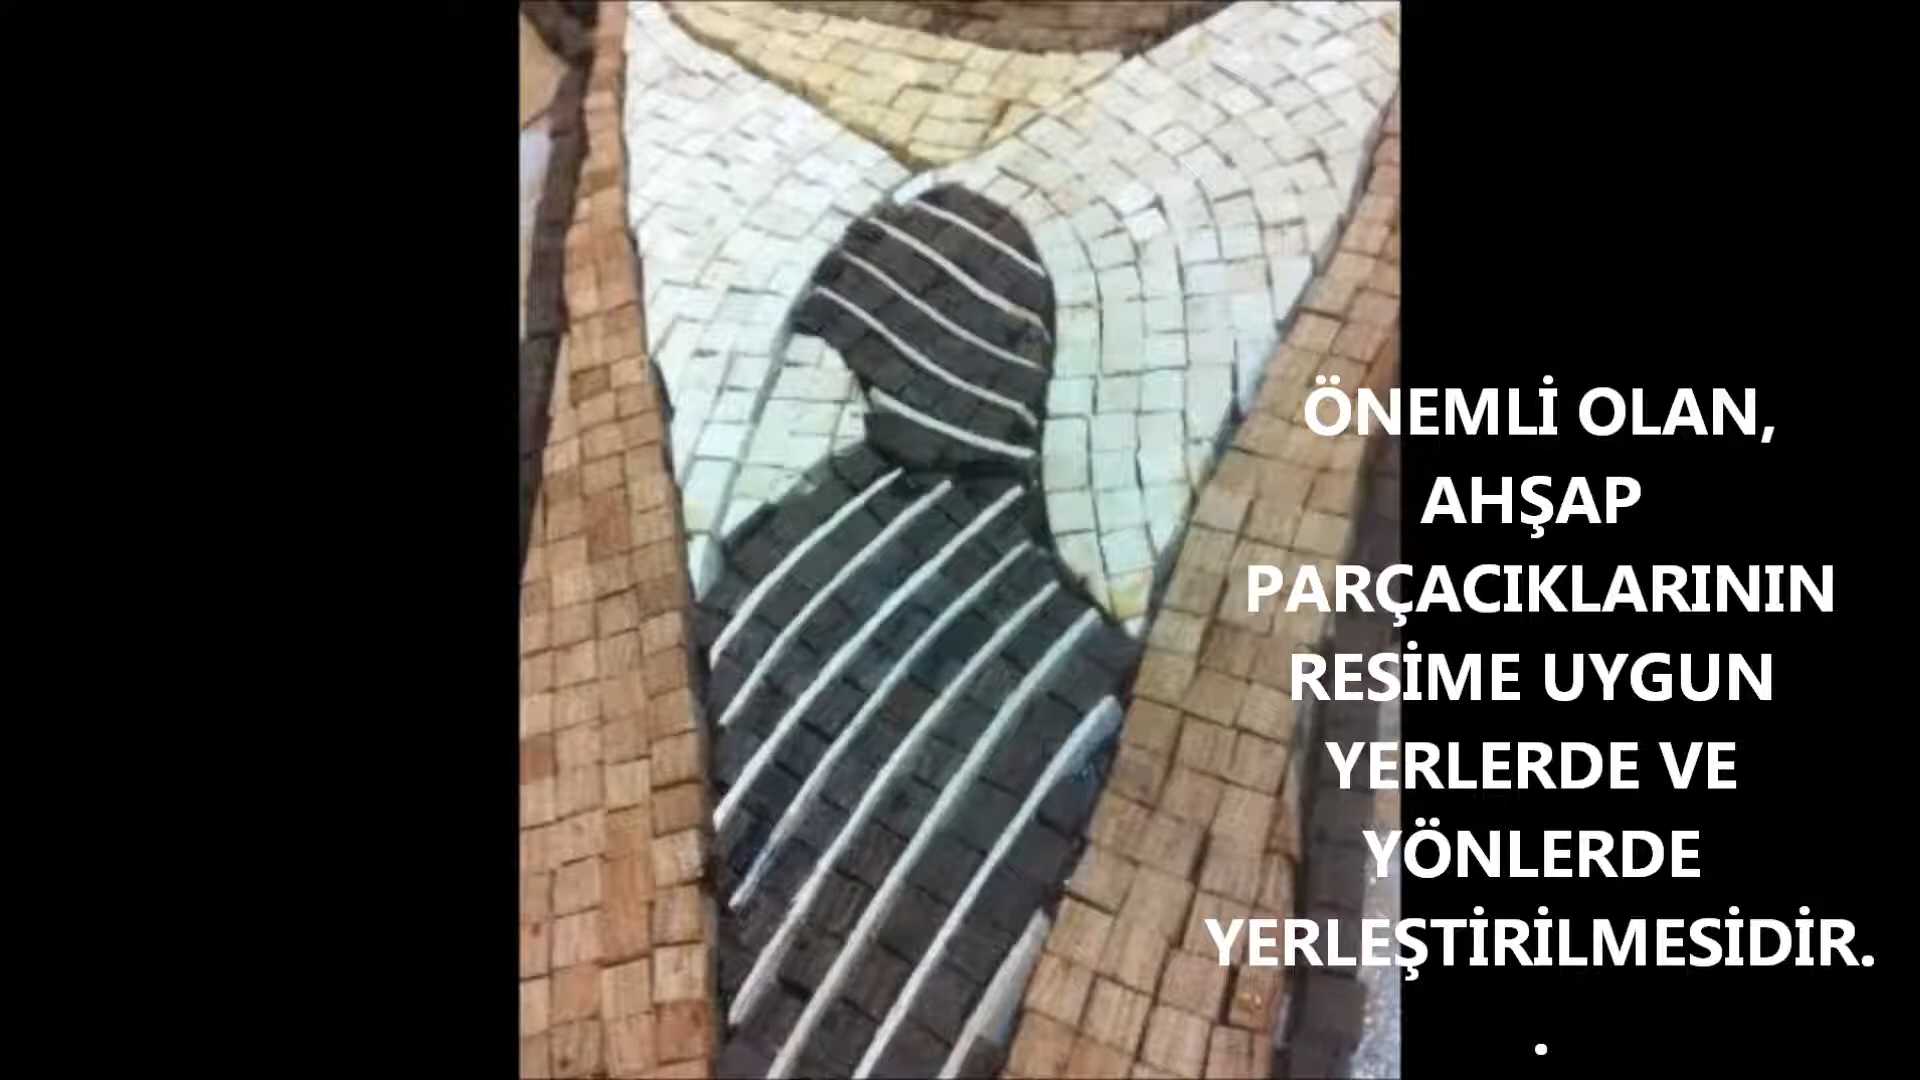 ÖNEMLİ OLAN,
AHŞAP
PARÇACIKLARININ
RESİME UYGUN
YERLERDE VE
YÖNLERDE
YERLEŞTİRİLMESİDİR.
.